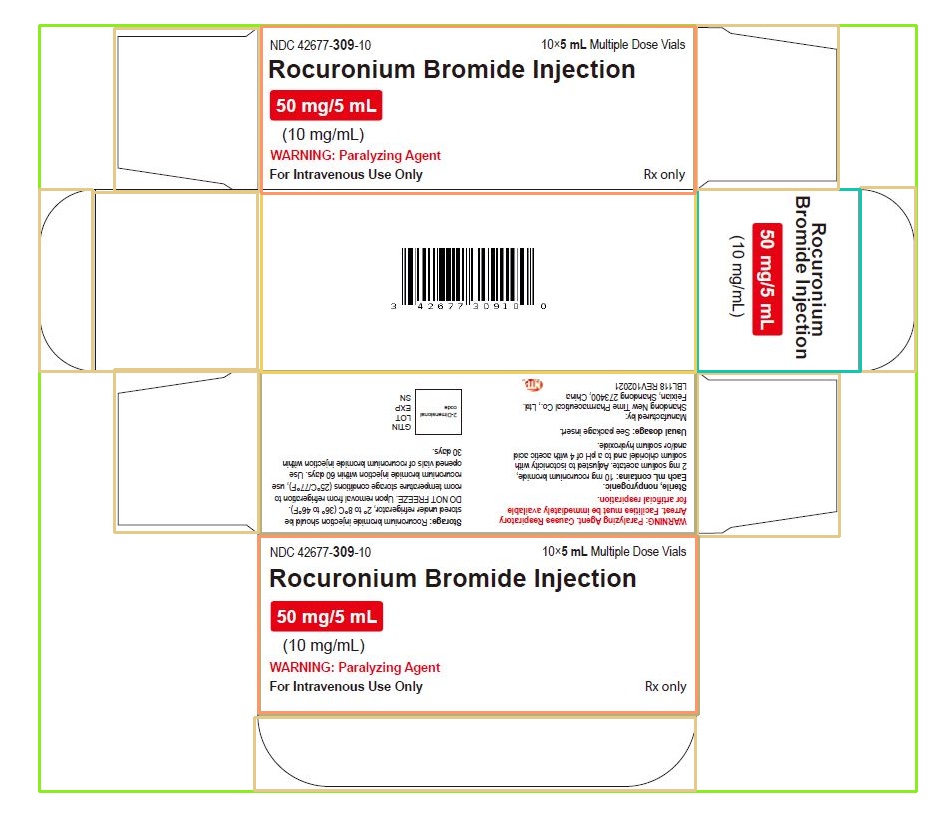 NDC 42677-309-10
10×5 mL Multiple Dose Vials
Rocuronium Bromide Injection
50 mg/5 mL
(10 mg/mL)
WARNING: Paralyzing Agent
For Intravenous Use Only
Rx only
3 42677 30910 0
Rocuronium
Bromide Injection
50 mg/5 mL
(10 mg/mL)
WARNING: Paralyzing Agent. Causes Respiratory
Arrest. Facilities must be immediately available
for artificial respiration.
Sterile, nonpyrogenic.
Each mL contains: 10 mg rocuronium bromide,
2 mg sodium acetate. Adjusted to isotonicity with
sodium chloridel and to a pH of 4 with acetic acid
and/or sodium hydroxide.
Usual dosage: See package insert.
Manufactured by:
Shandong New Time Pharmaceutical Co., Ltd.
Feixian, Shandong 273400, China
LBL118 REV102021
Storage: Rocuronium bromide injection should be
stored under refrigerator, 2° to 8°C (36° to 46°F).
DO NOT FREEZE. Upon removal from refrigeration to
room temperature storage conditions (25°C/77°F), use
rocuronium bromide injection within 60 days. Use
opened vials of rocuronium bromide injection within
30 days.
GTIN
LOT
EXP
SN
2-Dimensional
code
NDC 42677-309-10
10×5 mL Multiple Dose Vials
Rocuronium Bromide Injection
50 mg/5 mL
(10 mg/mL)
WARNING: Paralyzing Agent
For Intravenous Use Only
Rx only